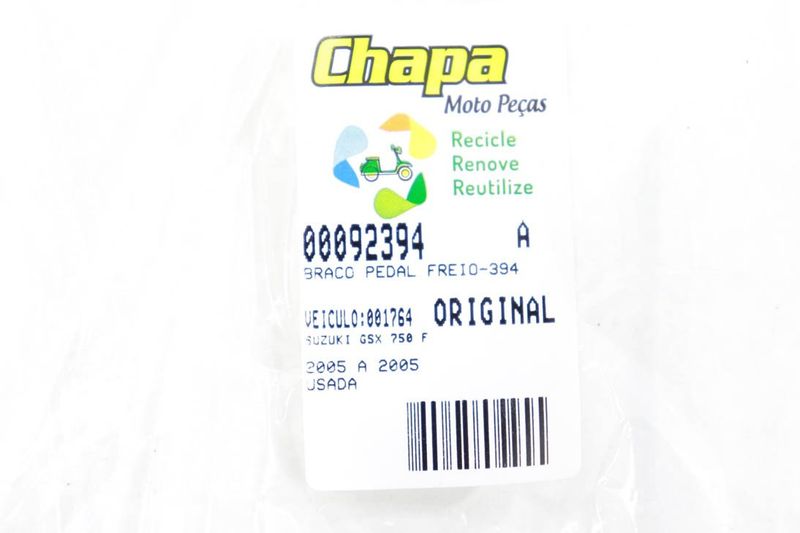 Chapa
Moto Peças
Recicle
Renove
Reutilize
00092394 A
BRACO PEDAL FREIO-394
VEICULO:001764 ORIGINAL
SUZUKI GSX 750 F
2005 A 2005
USADA